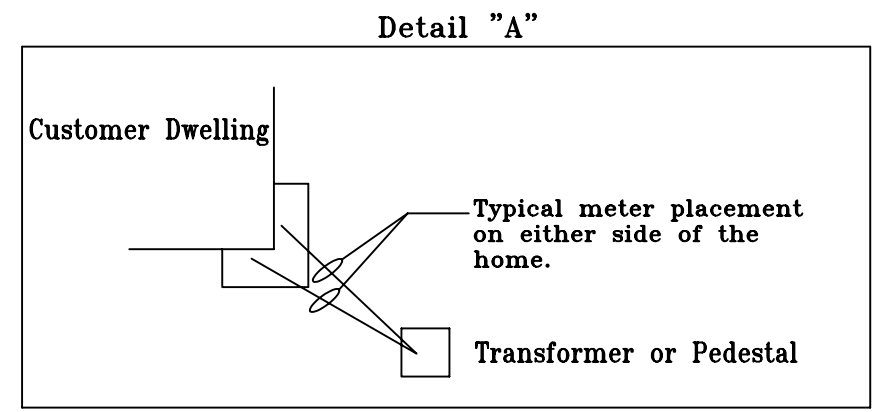 Detail "A"
Customer Dwelling
Typical meter placement
on either side of the
home.
Transformer or Pedestal